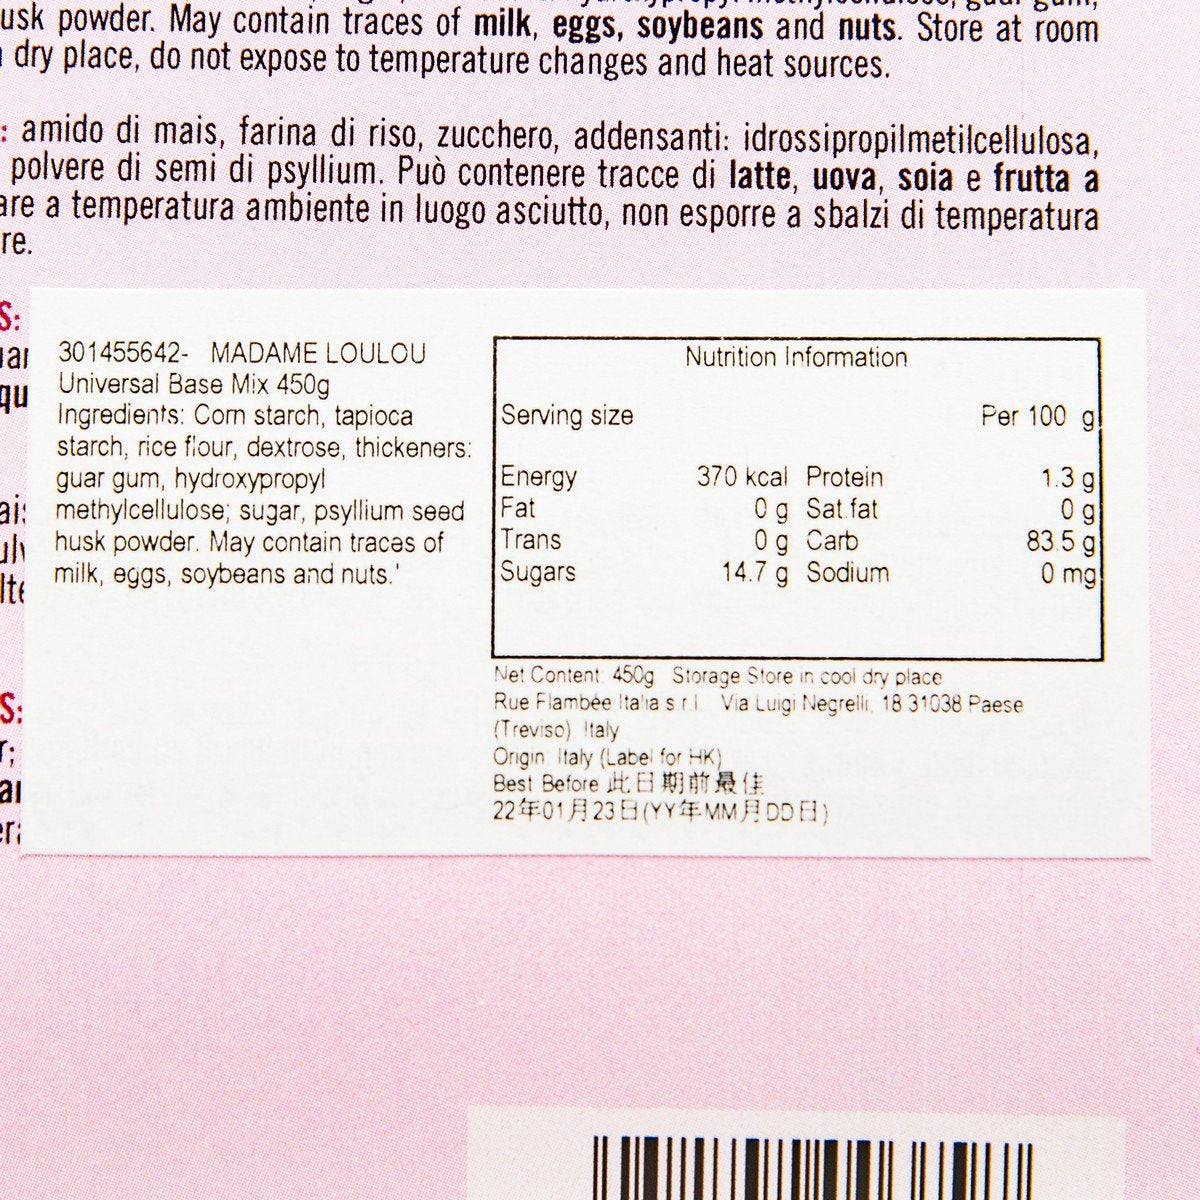 usk powder. May contain traces of milk, eggs, soybeans and nuts. Store at room
dry place, do not expose to temperature changes and heat sources.
: amido di mais, farina di riso, zucchero, addensanti: idrossipropilmetilcellulosa,
polvere di semi di psyllium. Può contenere tracce di latte, uova, soia e frutta a
are a temperatura ambiente in luogo asciutto, non esporre a sbalzi di temperatura
re.
S:
qu
S:
301455642- MADAME LOULOU
Universal Base Mix 450g
Ingredients: Corn starch, tapioca
starch, rice flour, dextrose, thickeners:
guar gum, hydroxypropyl
methylcellulose; sugar, psyllium seed
husk powder. May contain traces of
milk, eggs, soybeans and nuts.'
Nutrition Information
Serving size Per 100 g
Energy 370 kcal Protein 1.3 g
Fat 0 g Sat.fat 0 g
Trans 0 g Carb 83.5 g
Sugars 14.7 g Sodium 0 mg
Net Content: 450g Storage Store in cool dry place
Rue Flambée Italia s.r.l. Via Luigi Negrelli, 18 31038 Paese
(Treviso) Italy
Origin: Italy (Label for HK)
Best Before 此日期前最佳
22年01月23日(YY年MM月DD日)